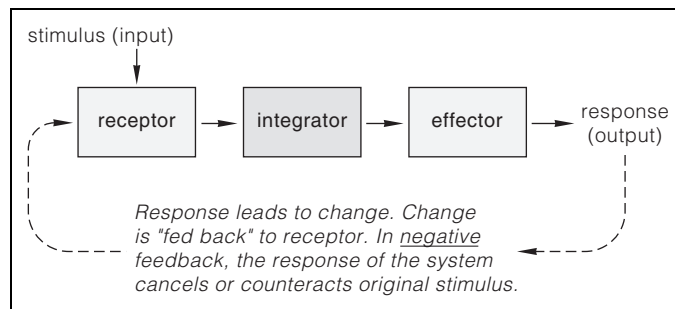 stimulus (input)
receptor
integrator
effector
response
(output)
Response leads to change. Change
is "fed back" to receptor. In negative
feedback, the response of the system
cancels or counteracts original stimulus.